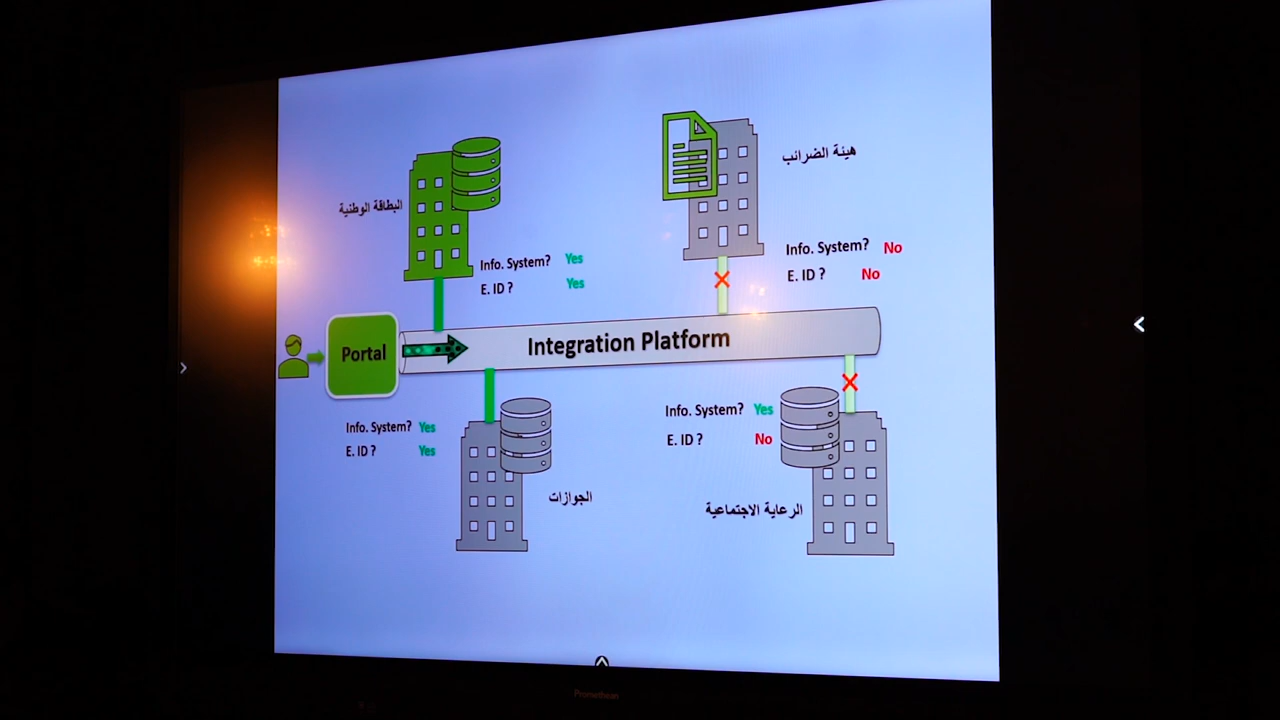 هيئة الضرائب
البطاقة الوطنية
Info. System? Yes
E. ID ? Yes
Info. System? No
E. ID ? No
Portal
Integration Platform
Info. System? Yes
E. ID ? Yes
Info. System? Yes
E. ID ? No
الجوازات
الرعاية الاجتماعية
Promethean